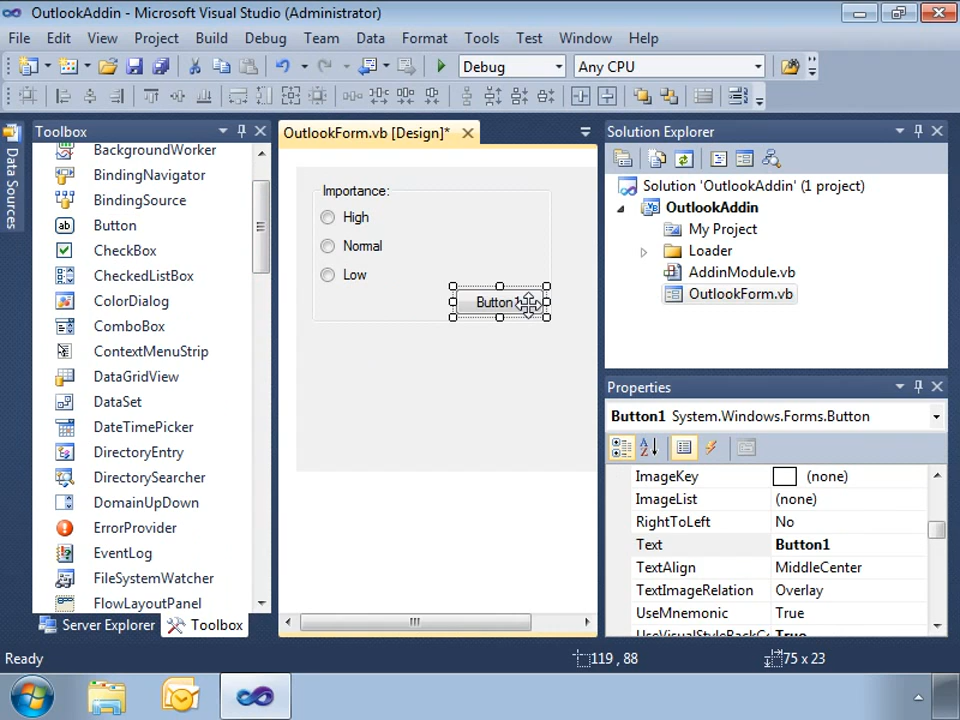 OutlookAddin - Microsoft Visual Studio (Administrator)
File Edit View Project Build Debug Team Data Format Tools Test Window Help
Debug Any CPU
Data Sources
Toolbox
BackgroundWorker
BindingNavigator
BindingSource
Button
CheckBox
CheckedListBox
ColorDialog
ComboBox
ContextMenuStrip
DataGridView
DataSet
DateTimePicker
DirectoryEntry
DirectorySearcher
DomainUpDown
ErrorProvider
EventLog
FileSystemWatcher
FlowLayoutPanel
Server Explorer Toolbox
OutlookForm.vb [Design]*
Importance:
High
Normal
Low
Button1
Solution Explorer
Solution 'OutlookAddin' (1 project)
OutlookAddin
My Project
Loader
AddinModule.vb
OutlookForm.vb
Properties
Button1 System.Windows.Forms.Button
ImageKey (none)
ImageList (none)
RightToLeft No
Text Button1
TextAlign MiddleCenter
TextImageRelation Overlay
UseMnemonic True
UseVisualStyleBackCo True
Ready 119 , 88 75 x 23